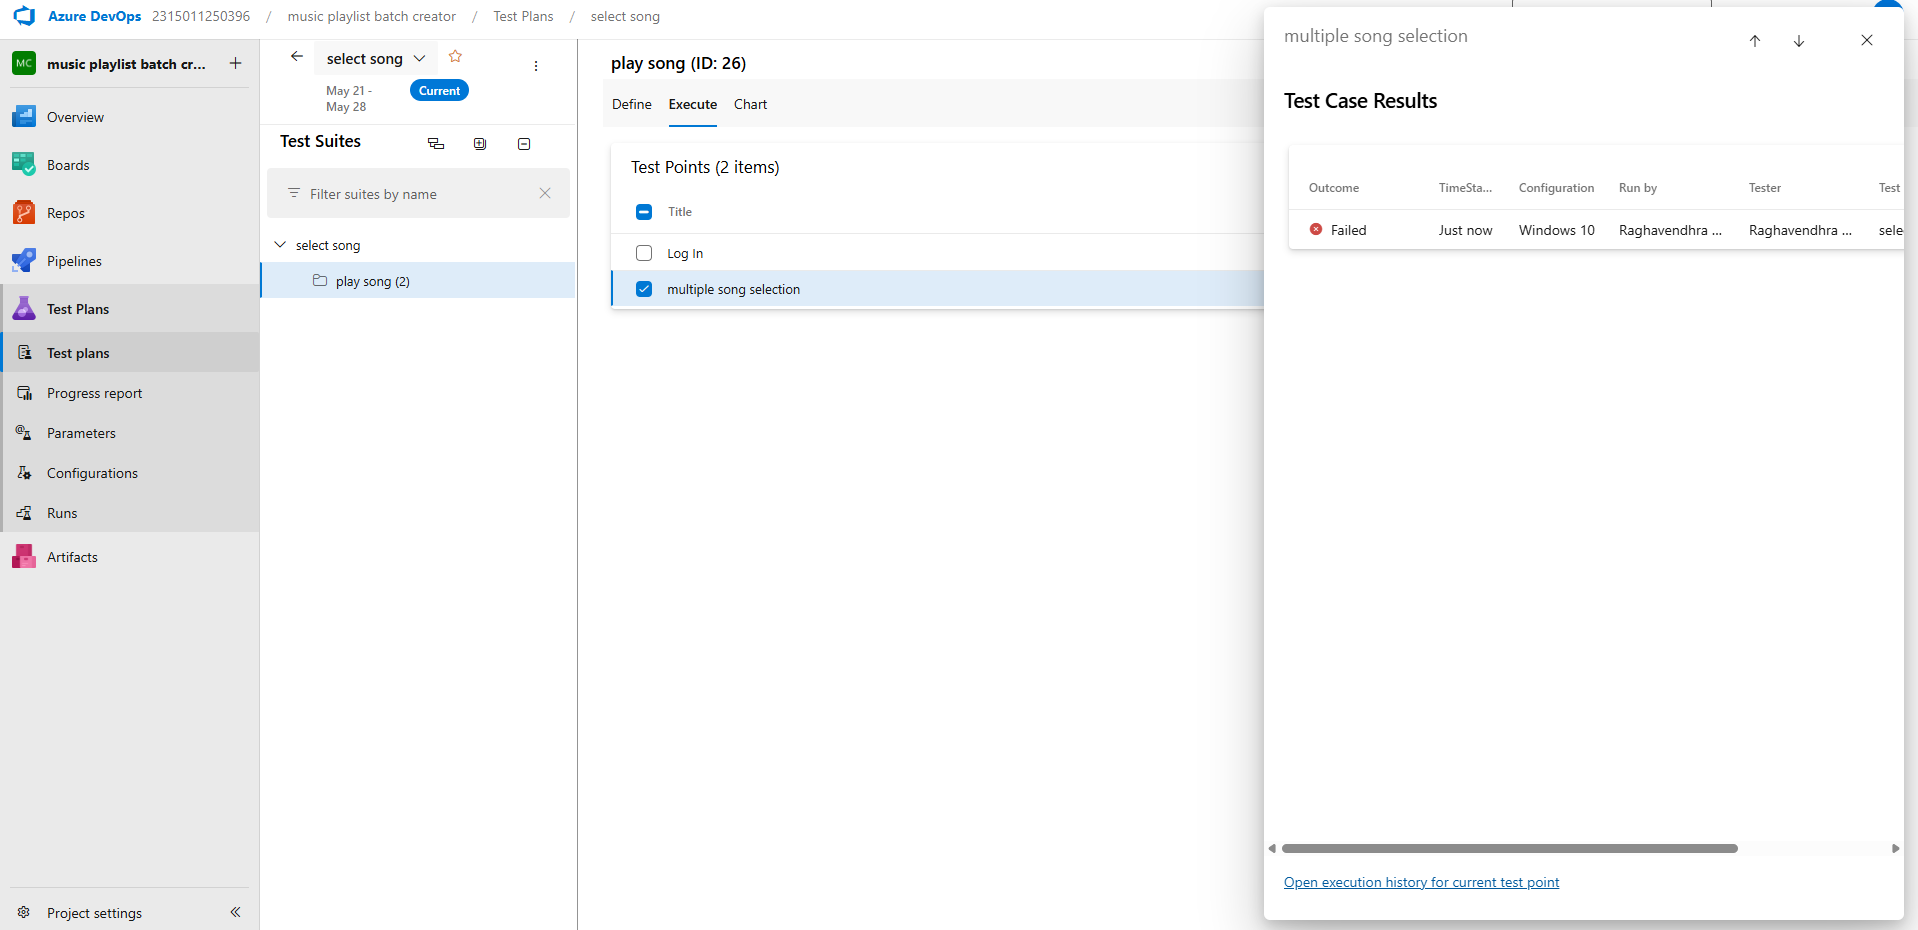 Azure DevOps 2315011250396 / music playlist batch creator / Test Plans / select song
MC music playlist batch cr...
Overview
Boards
Repos
Pipelines
Test Plans
Test plans
Progress report
Parameters
Configurations
Runs
Artifacts
Project settings
select song
May 21 -
May 28
Current
Test Suites
Filter suites by name
select song
play song (2)
play song (ID: 26)
Define Execute Chart
Test Points (2 items)
Title
Log In
multiple song selection
multiple song selection
Test Case Results
Outcome TimeSta... Configuration Run by Tester Test
Failed Just now Windows 10 Raghavendhra ... Raghavendhra ... sele
Open execution history for current test point